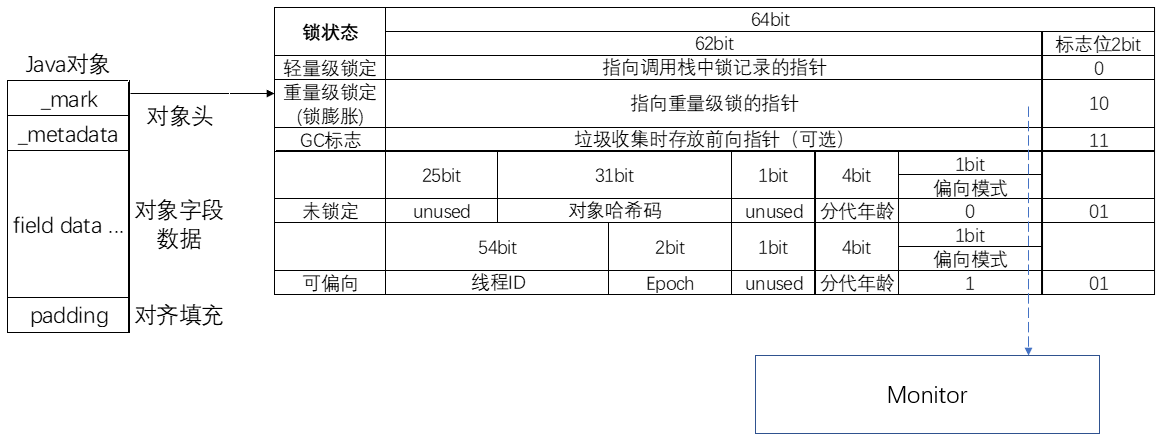 Java对象
_mark
_metadata
field data ...
padding
对象头
对象字段
数据
对齐填充
锁状态
64bit
62bit
标志位2bit
轻量级锁定
指向调用栈中锁记录的指针
0
重量级锁定
(锁膨胀)
指向重量级锁的指针
10
GC标志
垃圾收集时存放前向指针（可选）
11
25bit
31bit
1bit
4bit
1bit
偏向模式
未锁定
unused
对象哈希码
unused
分代年龄
0
01
54bit
2bit
1bit
4bit
1bit
偏向模式
可偏向
线程ID
Epoch
unused
分代年龄
1
01
Monitor